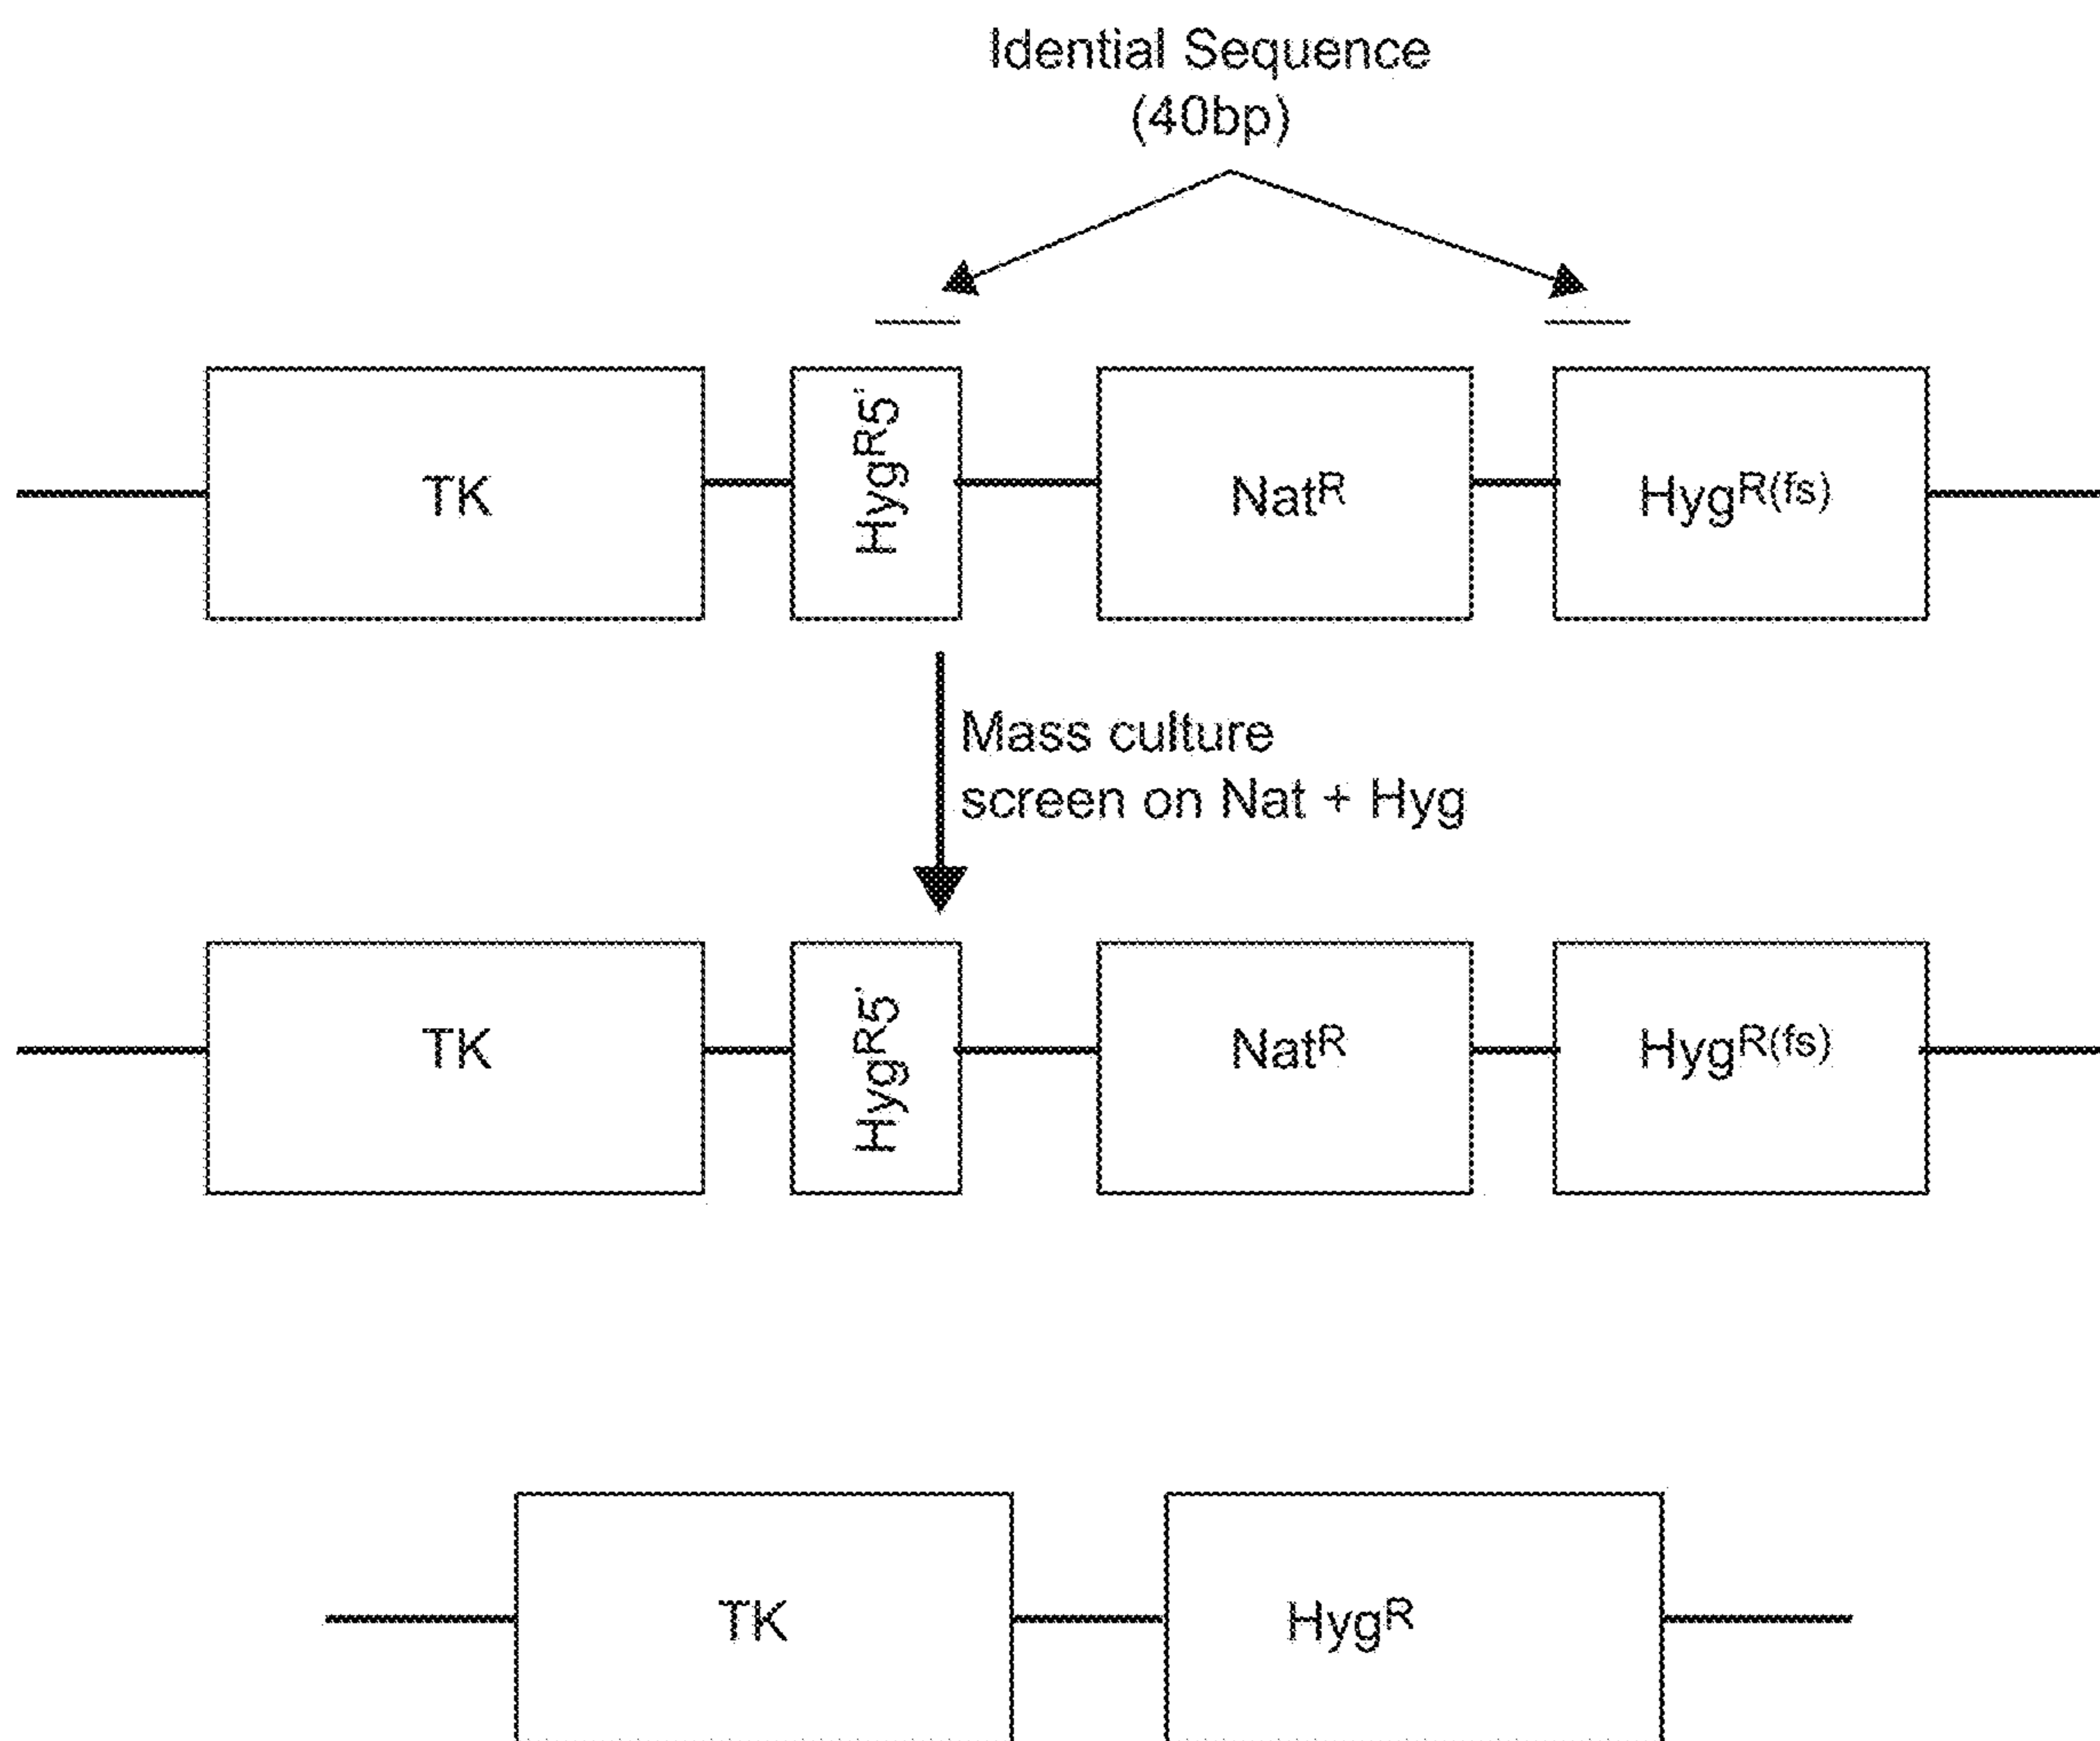 Idential Sequence
(40bp)
TK
HygR5'
NatR
HygR(fs)
Mass culture
screen on Nat + Hyg
TK
HygR5'
NatR
HygR(fs)
TK
HygR